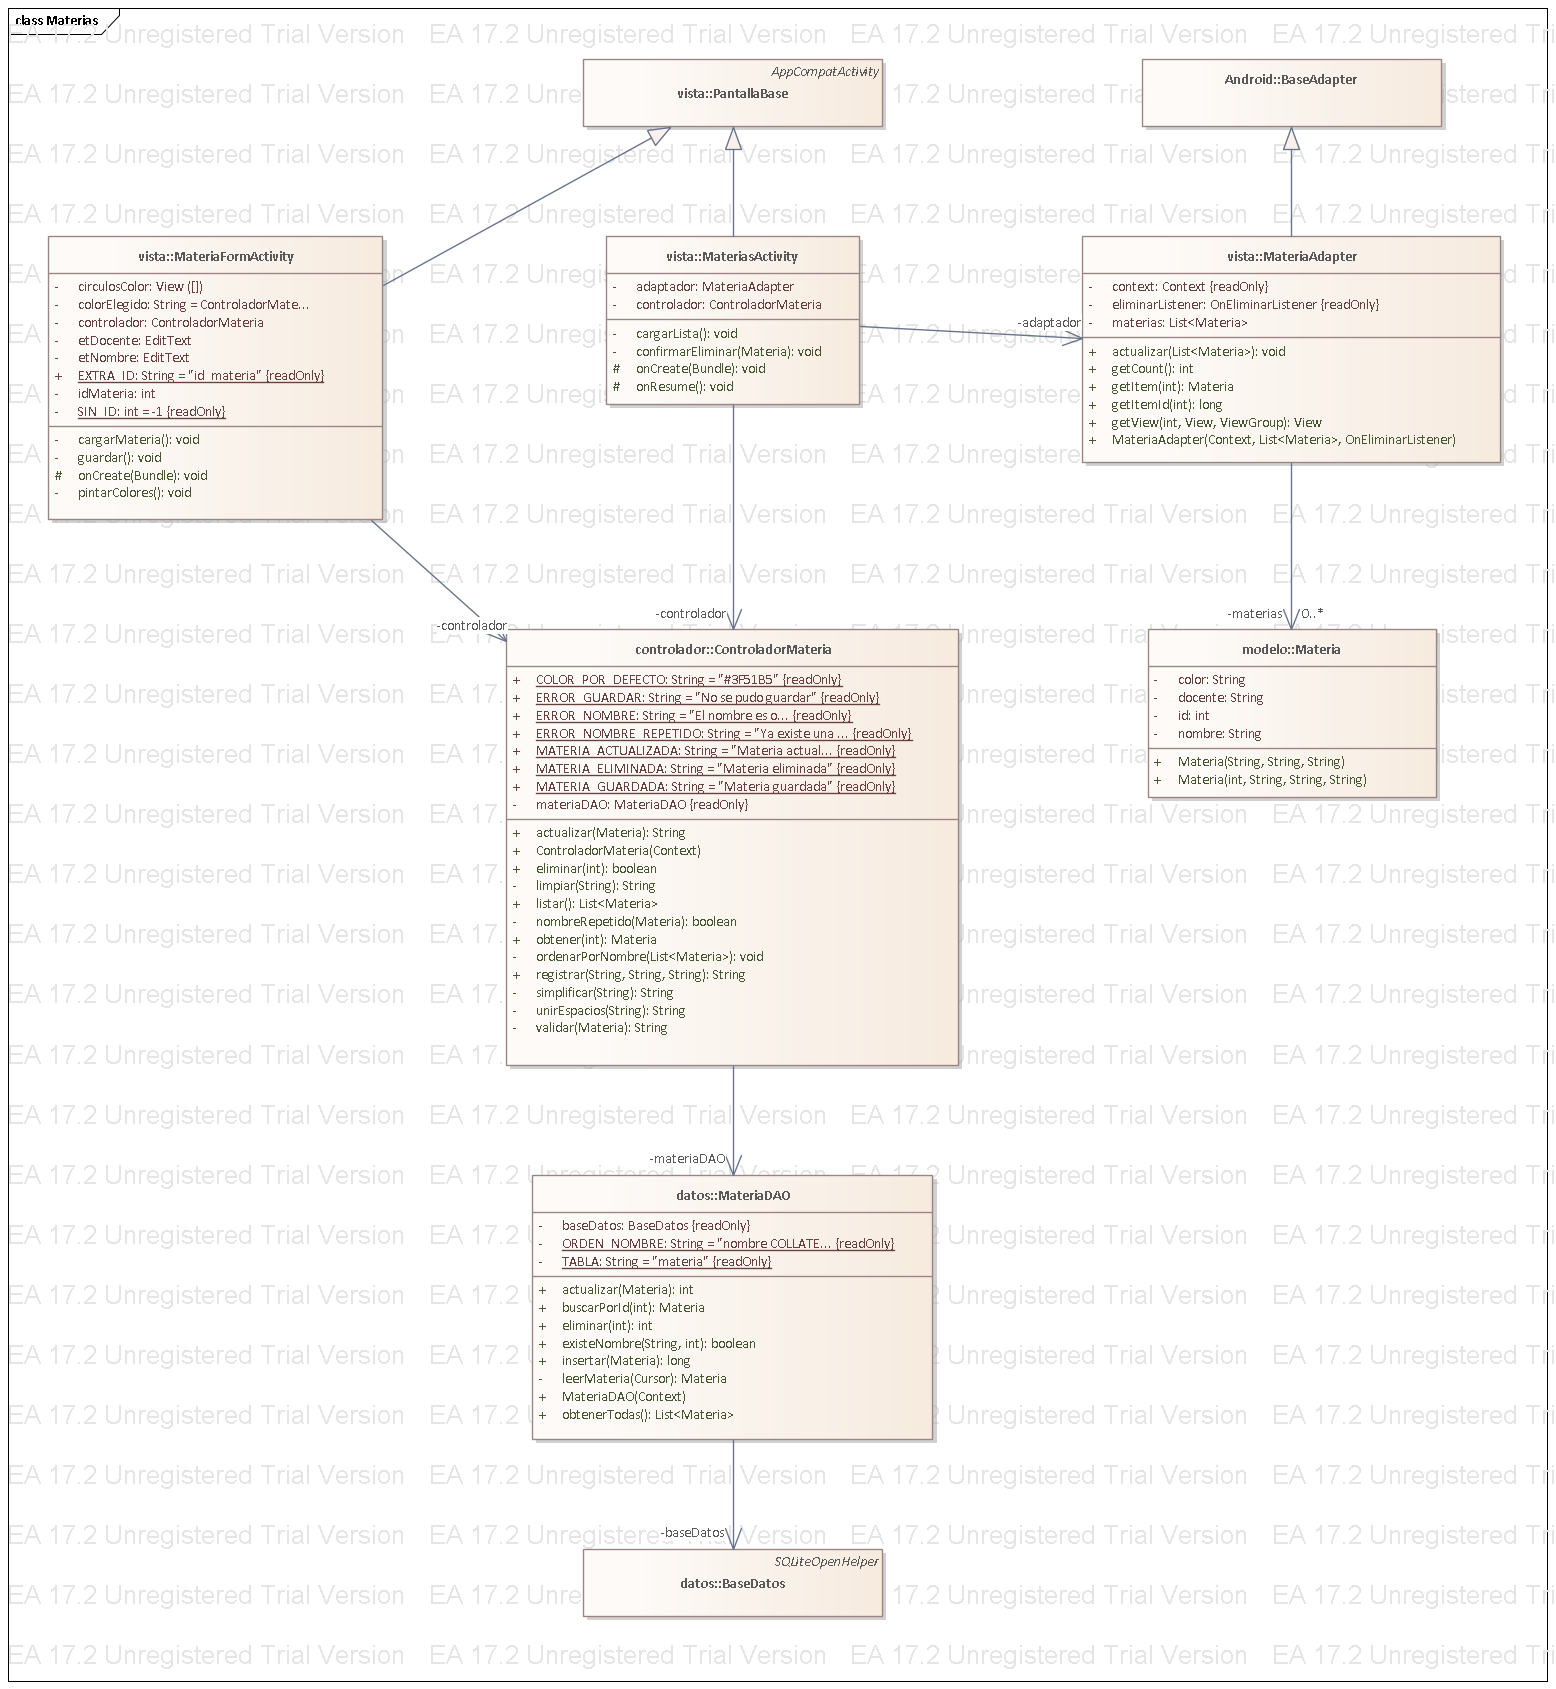 class Materias
AppCompatActivity
vista::PantallaBase
Android::BaseAdapter
vista::MateriaFormActivity
- circulosColor: View ([])
- colorElegido: String = ControladorMate...
- controlador: ControladorMateria
- etDocente: EditText
- etNombre: EditText
+ EXTRA_ID: String = "id_materia" {readOnly}
- idMateria: int
- SIN_ID: int = -1 {readOnly}
- cargarMateria(): void
- guardar(): void
# onCreate(Bundle): void
- pintarColores(): void
vista::MateriasActivity
- adaptador: MateriaAdapter
- controlador: ControladorMateria
- cargarLista(): void
- confirmarEliminar(Materia): void
# onCreate(Bundle): void
# onResume(): void
-adaptador
vista::MateriaAdapter
- context: Context {readOnly}
- eliminarListener: OnEliminarListener {readOnly}
- materias: List<Materia>
+ actualizar(List<Materia>): void
+ getCount(): int
+ getItem(int): Materia
+ getItemId(int): long
+ getView(int, View, ViewGroup): View
+ MateriaAdapter(Context, List<Materia>, OnEliminarListener)
-controlador
-controlador
-materias
0..*
controlador::ControladorMateria
+ COLOR_POR_DEFECTO: String = "#3F51B5" {readOnly}
+ ERROR_GUARDAR: String = "No se pudo guardar" {readOnly}
+ ERROR_NOMBRE: String = "El nombre es o... {readOnly}
+ ERROR_NOMBRE_REPETIDO: String = "Ya existe una ... {readOnly}
+ MATERIA_ACTUALIZADA: String = "Materia actual... {readOnly}
+ MATERIA_ELIMINADA: String = "Materia eliminada" {readOnly}
+ MATERIA_GUARDADA: String = "Materia guardada" {readOnly}
- materiaDAO: MateriaDAO {readOnly}
+ actualizar(Materia): String
+ ControladorMateria(Context)
+ eliminar(int): boolean
- limpiar(String): String
+ listar(): List<Materia>
- nombreRepetido(Materia): boolean
+ obtener(int): Materia
- ordenarPorNombre(List<Materia>): void
+ registrar(String, String, String): String
- simplificar(String): String
- unirEspacios(String): String
- validar(Materia): String
modelo::Materia
- color: String
- docente: String
- id: int
- nombre: String
+ Materia(String, String, String)
+ Materia(int, String, String, String)
-materiaDAO
datos::MateriaDAO
- baseDatos: BaseDatos {readOnly}
- ORDEN_NOMBRE: String = "nombre COLLATE... {readOnly}
- TABLA: String = "materia" {readOnly}
+ actualizar(Materia): int
+ buscarPorId(int): Materia
+ eliminar(int): int
+ existeNombre(String, int): boolean
+ insertar(Materia): long
- leerMateria(Cursor): Materia
+ MateriaDAO(Context)
+ obtenerTodas(): List<Materia>
-baseDatos
SQLiteOpenHelper
datos::BaseDatos
EA 17.2 Unregistered Trial Version